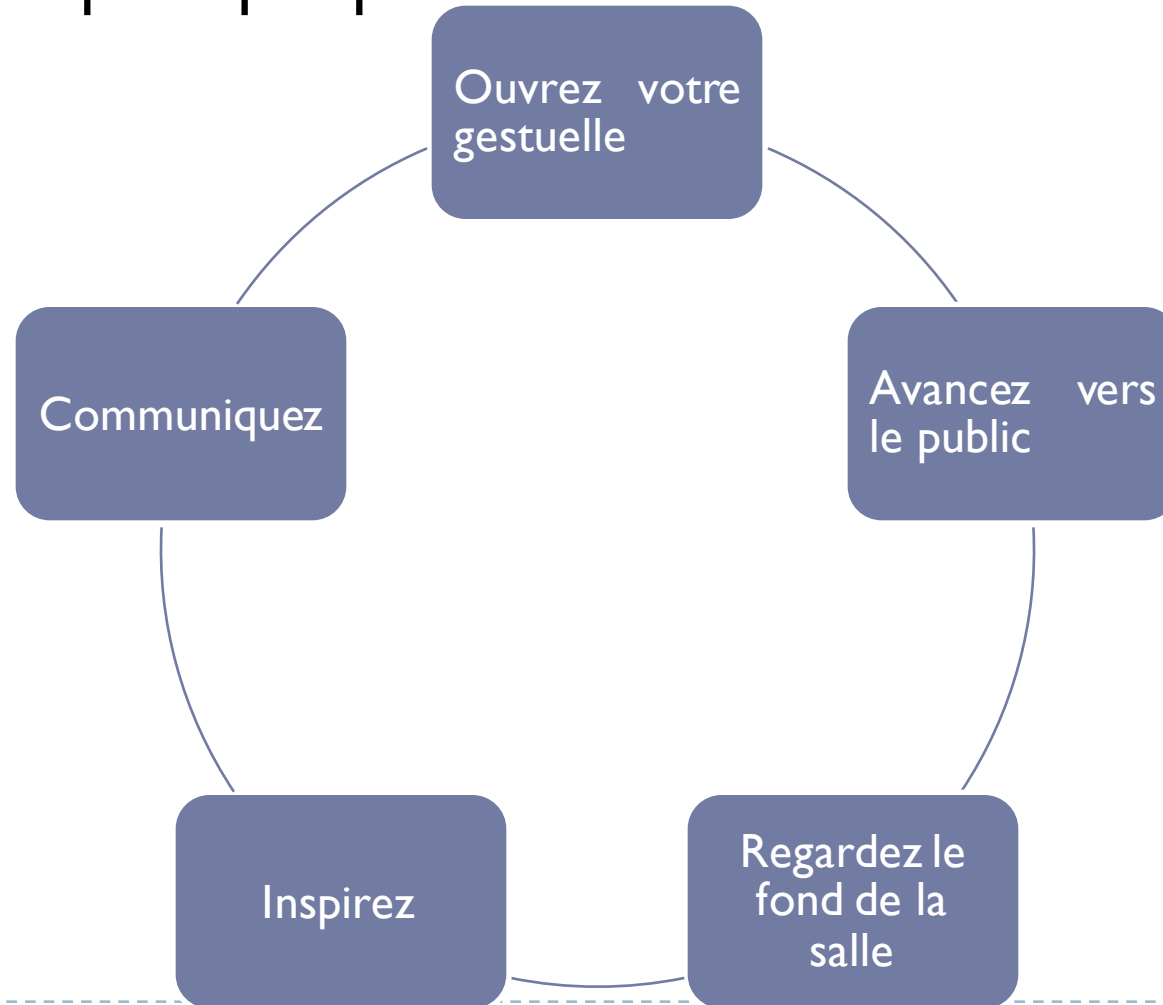 Ouvrez votre
gestuelle
Avancez vers
le public
Regardez le
fond de la
salle
Inspirez
Communiquez